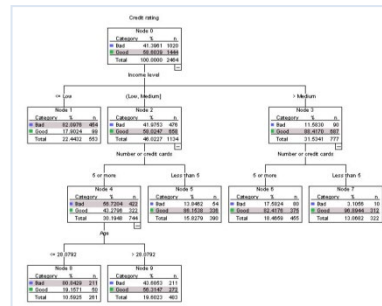 Credit rating
Node 0
Category % n
Bad 41.3961 1020
Good 58.6039 1444
Total 100.0000 2464
Income level
<= Low
(Low, Medium]
> Medium
Node 1
Category % n
Bad 82.0976 454
Good 17.9024 99
Total 22.4432 553
Node 2
Category % n
Bad 41.9753 476
Good 58.0247 658
Total 46.0227 1134
Node 3
Category % n
Bad 11.5830 90
Good 88.4170 687
Total 31.5341 777
Number or credit cards
Number or credit cards
5 or more
Less than 5
5 or more
Less than 5
Node 4
Category % n
Bad 56.7204 422
Good 43.2796 322
Total 30.1948 744
Node 5
Category % n
Bad 13.8462 54
Good 86.1538 336
Total 15.8279 390
Node 6
Category % n
Bad 17.5824 80
Good 82.4176 375
Total 18.4659 455
Node 7
Category % n
Bad 3.1056 10
Good 96.8944 312
Total 13.0682 322
Age
<= 28.0792
> 28.0792
Node 8
Category % n
Bad 80.8429 211
Good 19.1571 50
Total 10.5925 261
Node 9
Category % n
Bad 43.6853 211
Good 56.3147 272
Total 19.6023 483